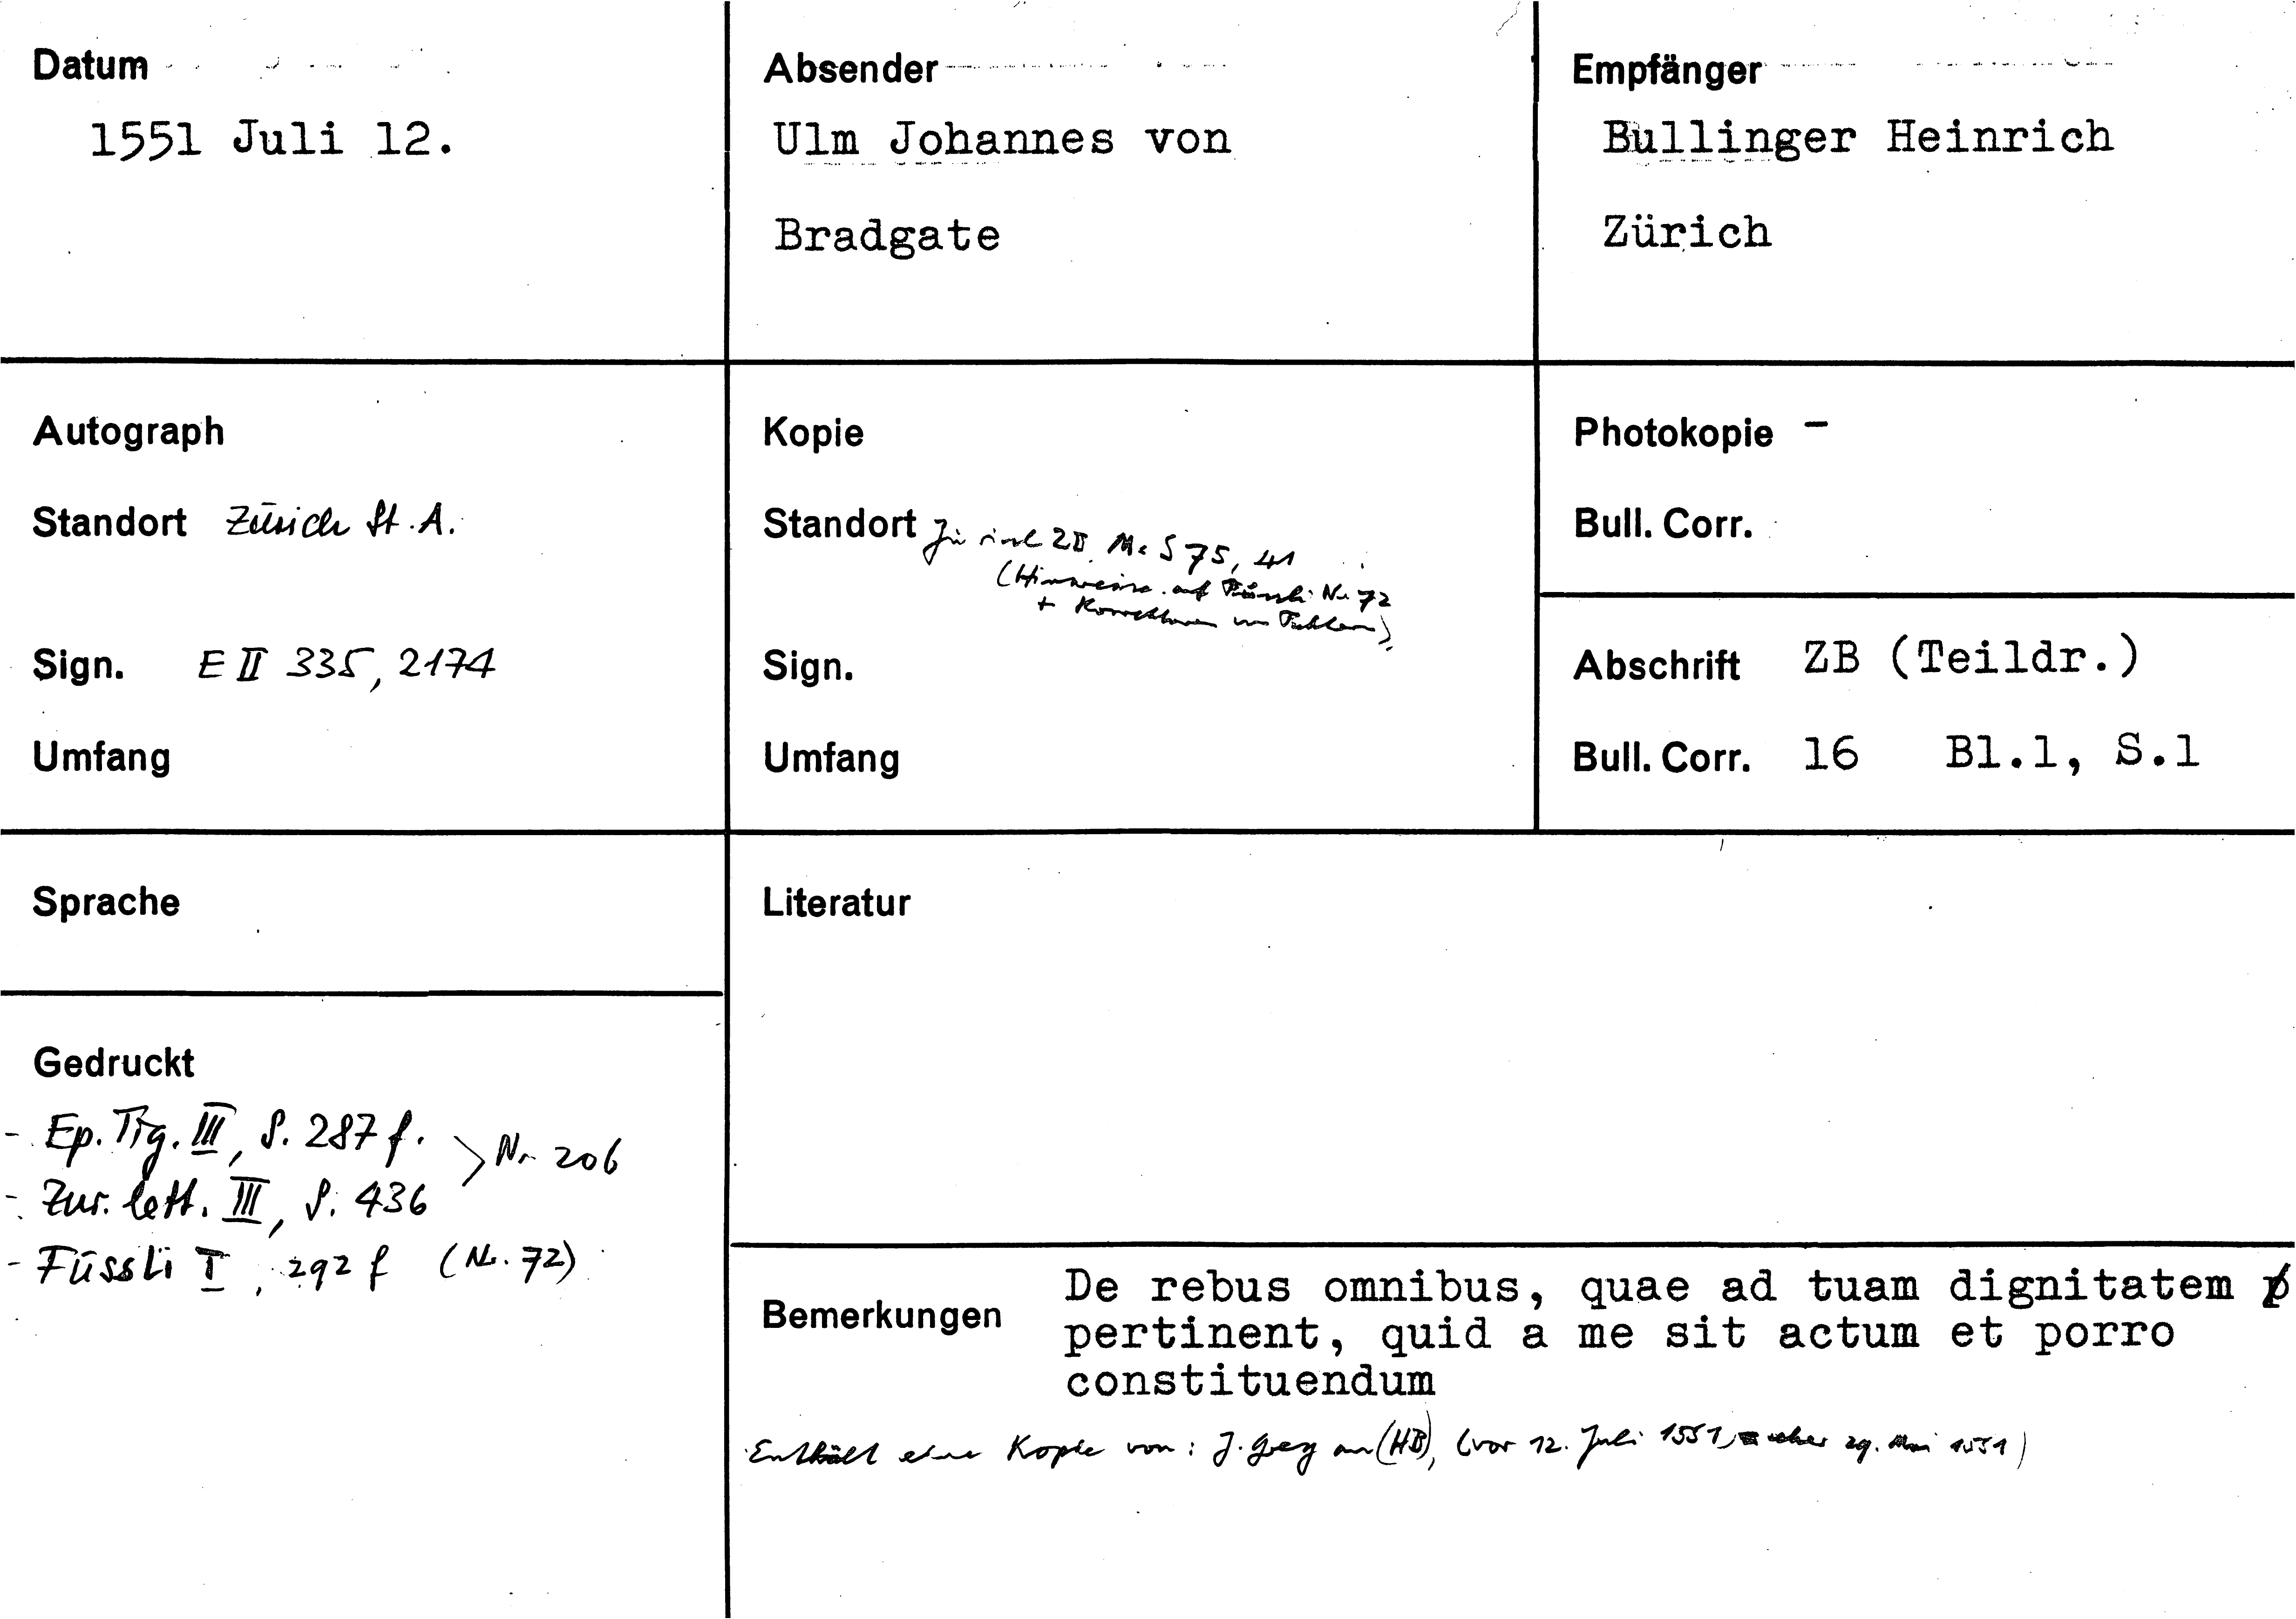 Datum
1551 Juli 12.
Absender
Ulm Johannes von
Bradgate
Empfänger
Bullinger Heinrich
Zürich
Autograph
Standort Zürich St.A.
Sign. E II 335, 2174
Umfang
Kopie
Standort Zürich ZB Ms S 75, 41
(Hinweise auf Füssli Nr. 72
+ Korrekturen von Fehlern)
Sign.
Umfang
Photokopie -
Bull. Corr.
Abschrift ZB (Teildr.)
Bull. Corr. 16 Bl.1, S.1
Sprache
Literatur
Gedruckt
- Ep. Tig. III, S. 287 f. > Nr. 206
- Zur. lett. III, S. 436
- Füssli I, 292 f (Nr. 72)
Bemerkungen
De rebus omnibus, quae ad tuam dignitatem
pertinent, quid a me sit actum et porro
constituendum
Enthält eine Kopie von: J. Grey an (HB), (vor 12. Juli 1551, eher 29. Mai 1551)